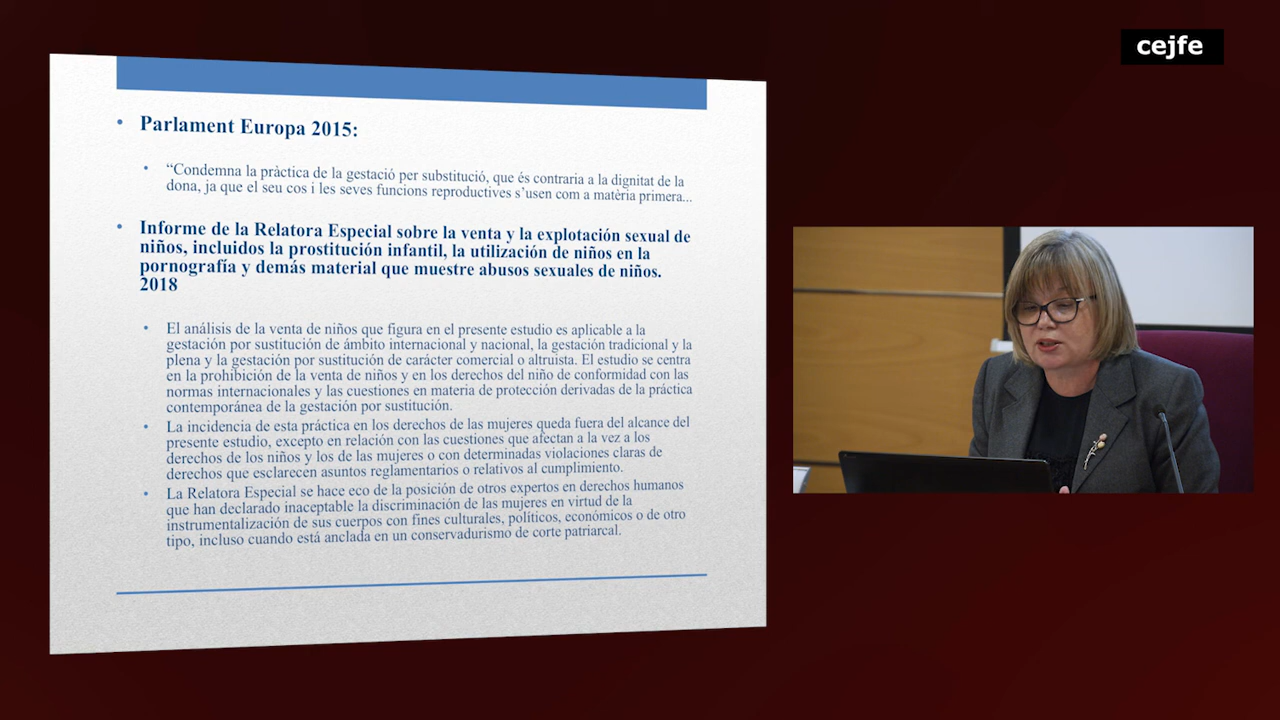 cejfe
Parlament Europa 2015:
“Condemna la pràctica de la gestació per substitució, que és contraria a la dignitat de la
dona, ja que el seu cos i les seves funcions reproductives s’usen com a matèria primera...
Informe de la Relatora Especial sobre la venta y la explotación sexual de
niños, incluidos la prostitución infantil, la utilización de niños en la
pornografía y demás material que muestre abusos sexuales de niños.
2018
El análisis de la venta de niños que figura en el presente estudio es aplicable a la
gestación por sustitución de ámbito internacional y nacional, la gestación tradicional y la
plena y la gestación por sustitución de carácter comercial o altruista. El estudio se centra
en la prohibición de la venta de niños y en los derechos del niño de conformidad con las
normas internacionales y las cuestiones en materia de protección derivadas de la práctica
contemporánea de la gestación por sustitución.
La incidencia de esta práctica en los derechos de las mujeres queda fuera del alcance del
presente estudio, excepto en relación con las cuestiones que afectan a la vez a los
derechos de los niños y los de las mujeres o con determinadas violaciones claras de
derechos que esclarecen asuntos reglamentarios o relativos al cumplimiento.
La Relatora Especial se hace eco de la posición de otros expertos en derechos humanos
que han declarado inaceptable la discriminación de las mujeres en virtud de la
instrumentalización de sus cuerpos con fines culturales, políticos, económicos o de otro
tipo, incluso cuando está anclada en un conservadurismo de corte patriarcal.